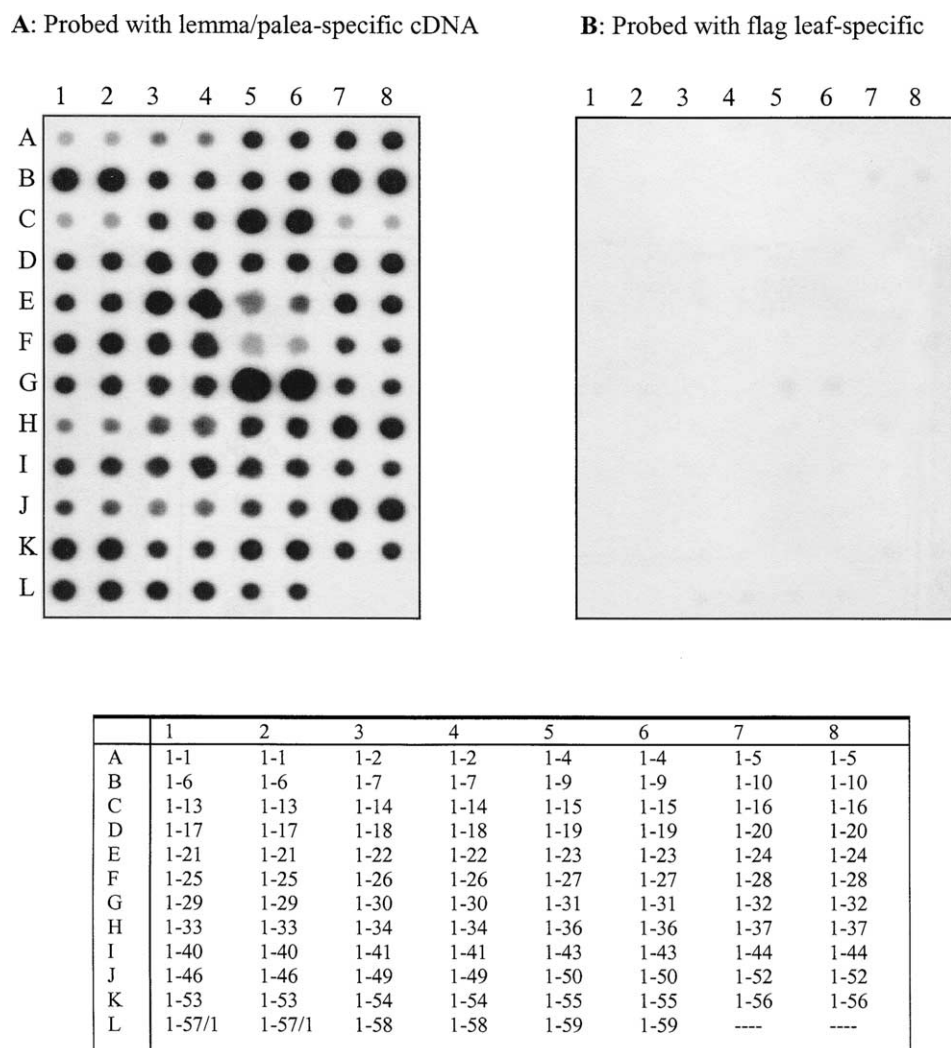 A: Probed with lemma/palea-specific cDNA
B: Probed with flag leaf-specific
1 2 3 4 5 6 7 8
A
B
C
D
E
F
G
H
I
J
K
L
1 2 3 4 5 6 7 8
1 2 3 4 5 6 7 8
A 1-1 1-1 1-2 1-2 1-4 1-4 1-5 1-5
B 1-6 1-6 1-7 1-7 1-9 1-9 1-10 1-10
C 1-13 1-13 1-14 1-14 1-15 1-15 1-16 1-16
D 1-17 1-17 1-18 1-18 1-19 1-19 1-20 1-20
E 1-21 1-21 1-22 1-22 1-23 1-23 1-24 1-24
F 1-25 1-25 1-26 1-26 1-27 1-27 1-28 1-28
G 1-29 1-29 1-30 1-30 1-31 1-31 1-32 1-32
H 1-33 1-33 1-34 1-34 1-36 1-36 1-37 1-37
I 1-40 1-40 1-41 1-41 1-43 1-43 1-44 1-44
J 1-46 1-46 1-49 1-49 1-50 1-50 1-52 1-52
K 1-53 1-53 1-54 1-54 1-55 1-55 1-56 1-56
L 1-57/1 1-57/1 1-58 1-58 1-59 1-59 ---- ----